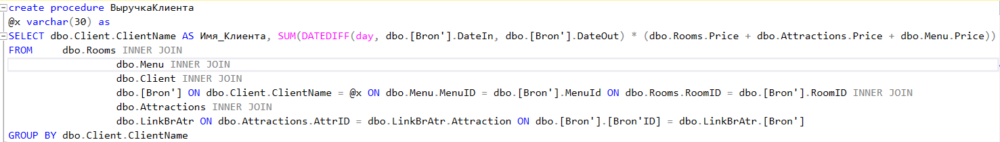 create procedure ВыручкаКлиента
@x varchar(30) as
SELECT dbo.Client.ClientName AS Имя_Клиента, SUM(DATEDIFF(day, dbo.[Bron'].DateIn, dbo.[Bron'].DateOut) * (dbo.Rooms.Price + dbo.Attractions.Price + dbo.Menu.Price))
FROM dbo.Rooms INNER JOIN
dbo.Menu INNER JOIN
dbo.Client INNER JOIN
dbo.[Bron'] ON dbo.Client.ClientName = @x ON dbo.Menu.MenuID = dbo.[Bron'].MenuId ON dbo.Rooms.RoomID = dbo.[Bron'].RoomID INNER JOIN
dbo.Attractions INNER JOIN
dbo.LinkBrAtr ON dbo.Attractions.AttrID = dbo.LinkBrAtr.Attraction ON dbo.[Bron'].[Bron'ID] = dbo.LinkBrAtr.[Bron']
GROUP BY dbo.Client.ClientName